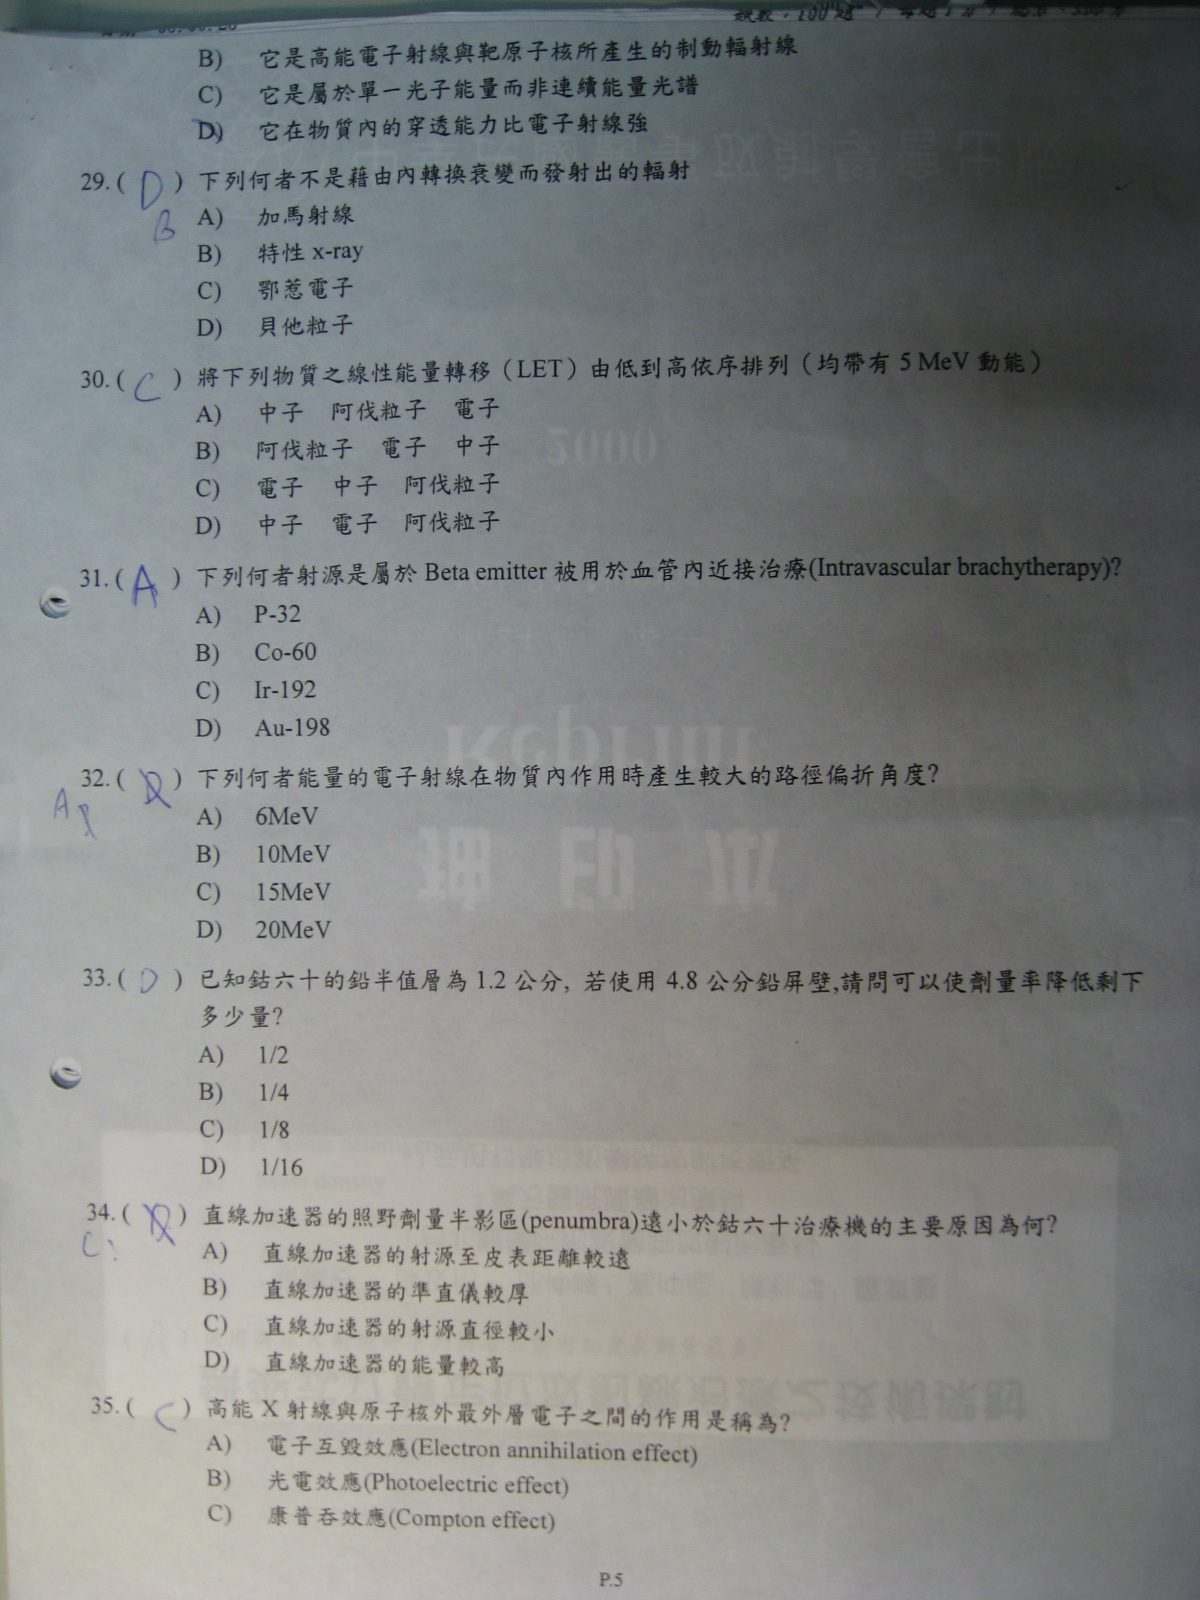 B) 它是高能電子射線與靶原子核所產生的制動輻射線
C) 它是屬於單一光子能量而非連續能量光譜
D) 它在物質內的穿透能力比電子射線強
29.( D ) 下列何者不是藉由內轉換衰變而發射出的輻射
B
A) 加馬射線
B) 特性 x-ray
C) 鄂惹電子
D) 貝他粒子
30.( C ) 將下列物質之線性能量轉移（LET）由低到高依序排列（均帶有 5 MeV 動能）
A) 中子 阿伐粒子 電子
B) 阿伐粒子 電子 中子
C) 電子 中子 阿伐粒子
D) 中子 電子 阿伐粒子
31.( A ) 下列何者射源是屬於 Beta emitter 被用於血管內近接治療(Intravascular brachytherapy)?
A) P-32
B) Co-60
C) Ir-192
D) Au-198
32.( D ) 下列何者能量的電子射線在物質內作用時產生較大的路徑偏折角度?
A
A) 6MeV
B) 10MeV
C) 15MeV
D) 20MeV
33.( D ) 已知鈷六十的鉛半值層為 1.2 公分, 若使用 4.8 公分鉛屏壁,請問可以使劑量率降低剩下
多少量?
A) 1/2
B) 1/4
C) 1/8
D) 1/16
34.( D ) 直線加速器的照野劑量半影區(penumbra)遠小於鈷六十治療機的主要原因為何?
C
A) 直線加速器的射源至皮表距離較遠
B) 直線加速器的準直儀較厚
C) 直線加速器的射源直徑較小
D) 直線加速器的能量較高
35.( C ) 高能 X 射線與原子核外最外層電子之間的作用是稱為?
A) 電子互毀效應(Electron annihilation effect)
B) 光電效應(Photoelectric effect)
C) 康普吞效應(Compton effect)
P.5